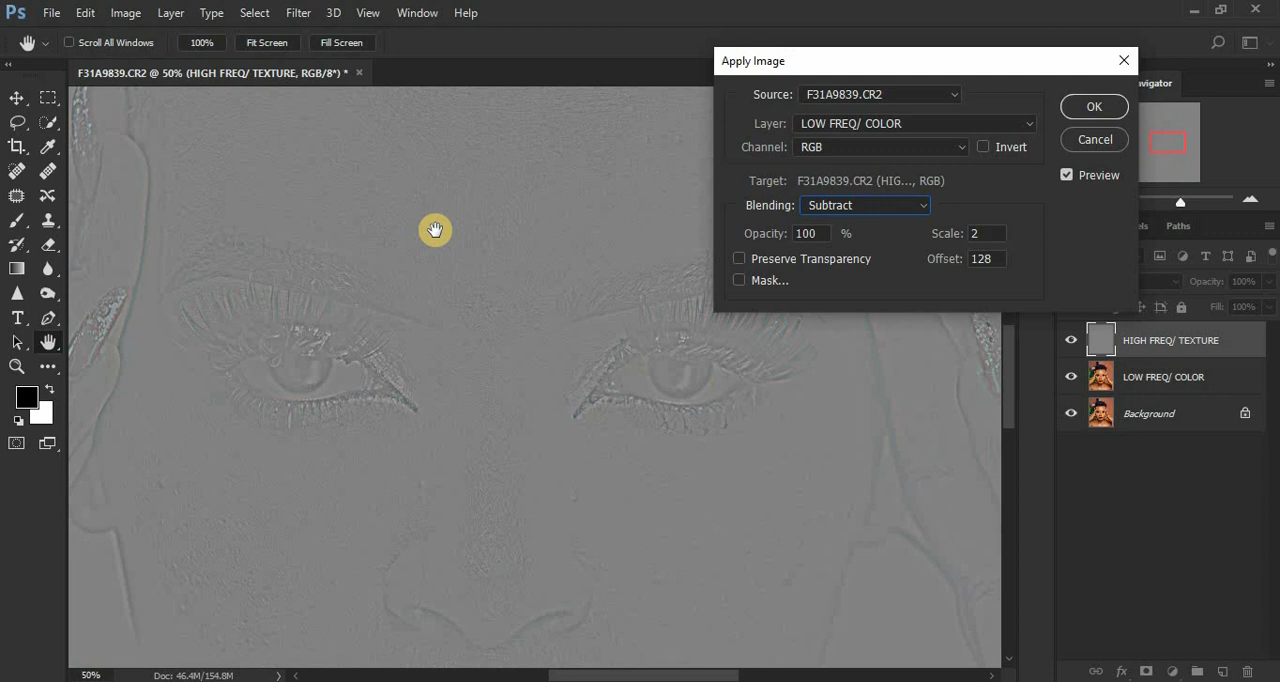 Ps File Edit Image Layer Type Select Filter 3D View Window Help
Scroll All Windows 100% Fit Screen Fill Screen
F31A9839.CR2 @ 50% (HIGH FREQ/ TEXTURE, RGB/8*) * ×
Apply Image
Source: F31A9839.CR2
OK
Layer: LOW FREQ/ COLOR
Channel: RGB Invert
Cancel
Preview
Target: F31A9839.CR2 (HIG..., RGB)
Blending: Subtract
Opacity: 100 % Scale: 2
Preserve Transparency Offset: 128
Mask...
Paths
Opacity: 100%
Fill: 100%
HIGH FREQ/ TEXTURE
LOW FREQ/ COLOR
Background
50% Doc: 46.4M/154.8M